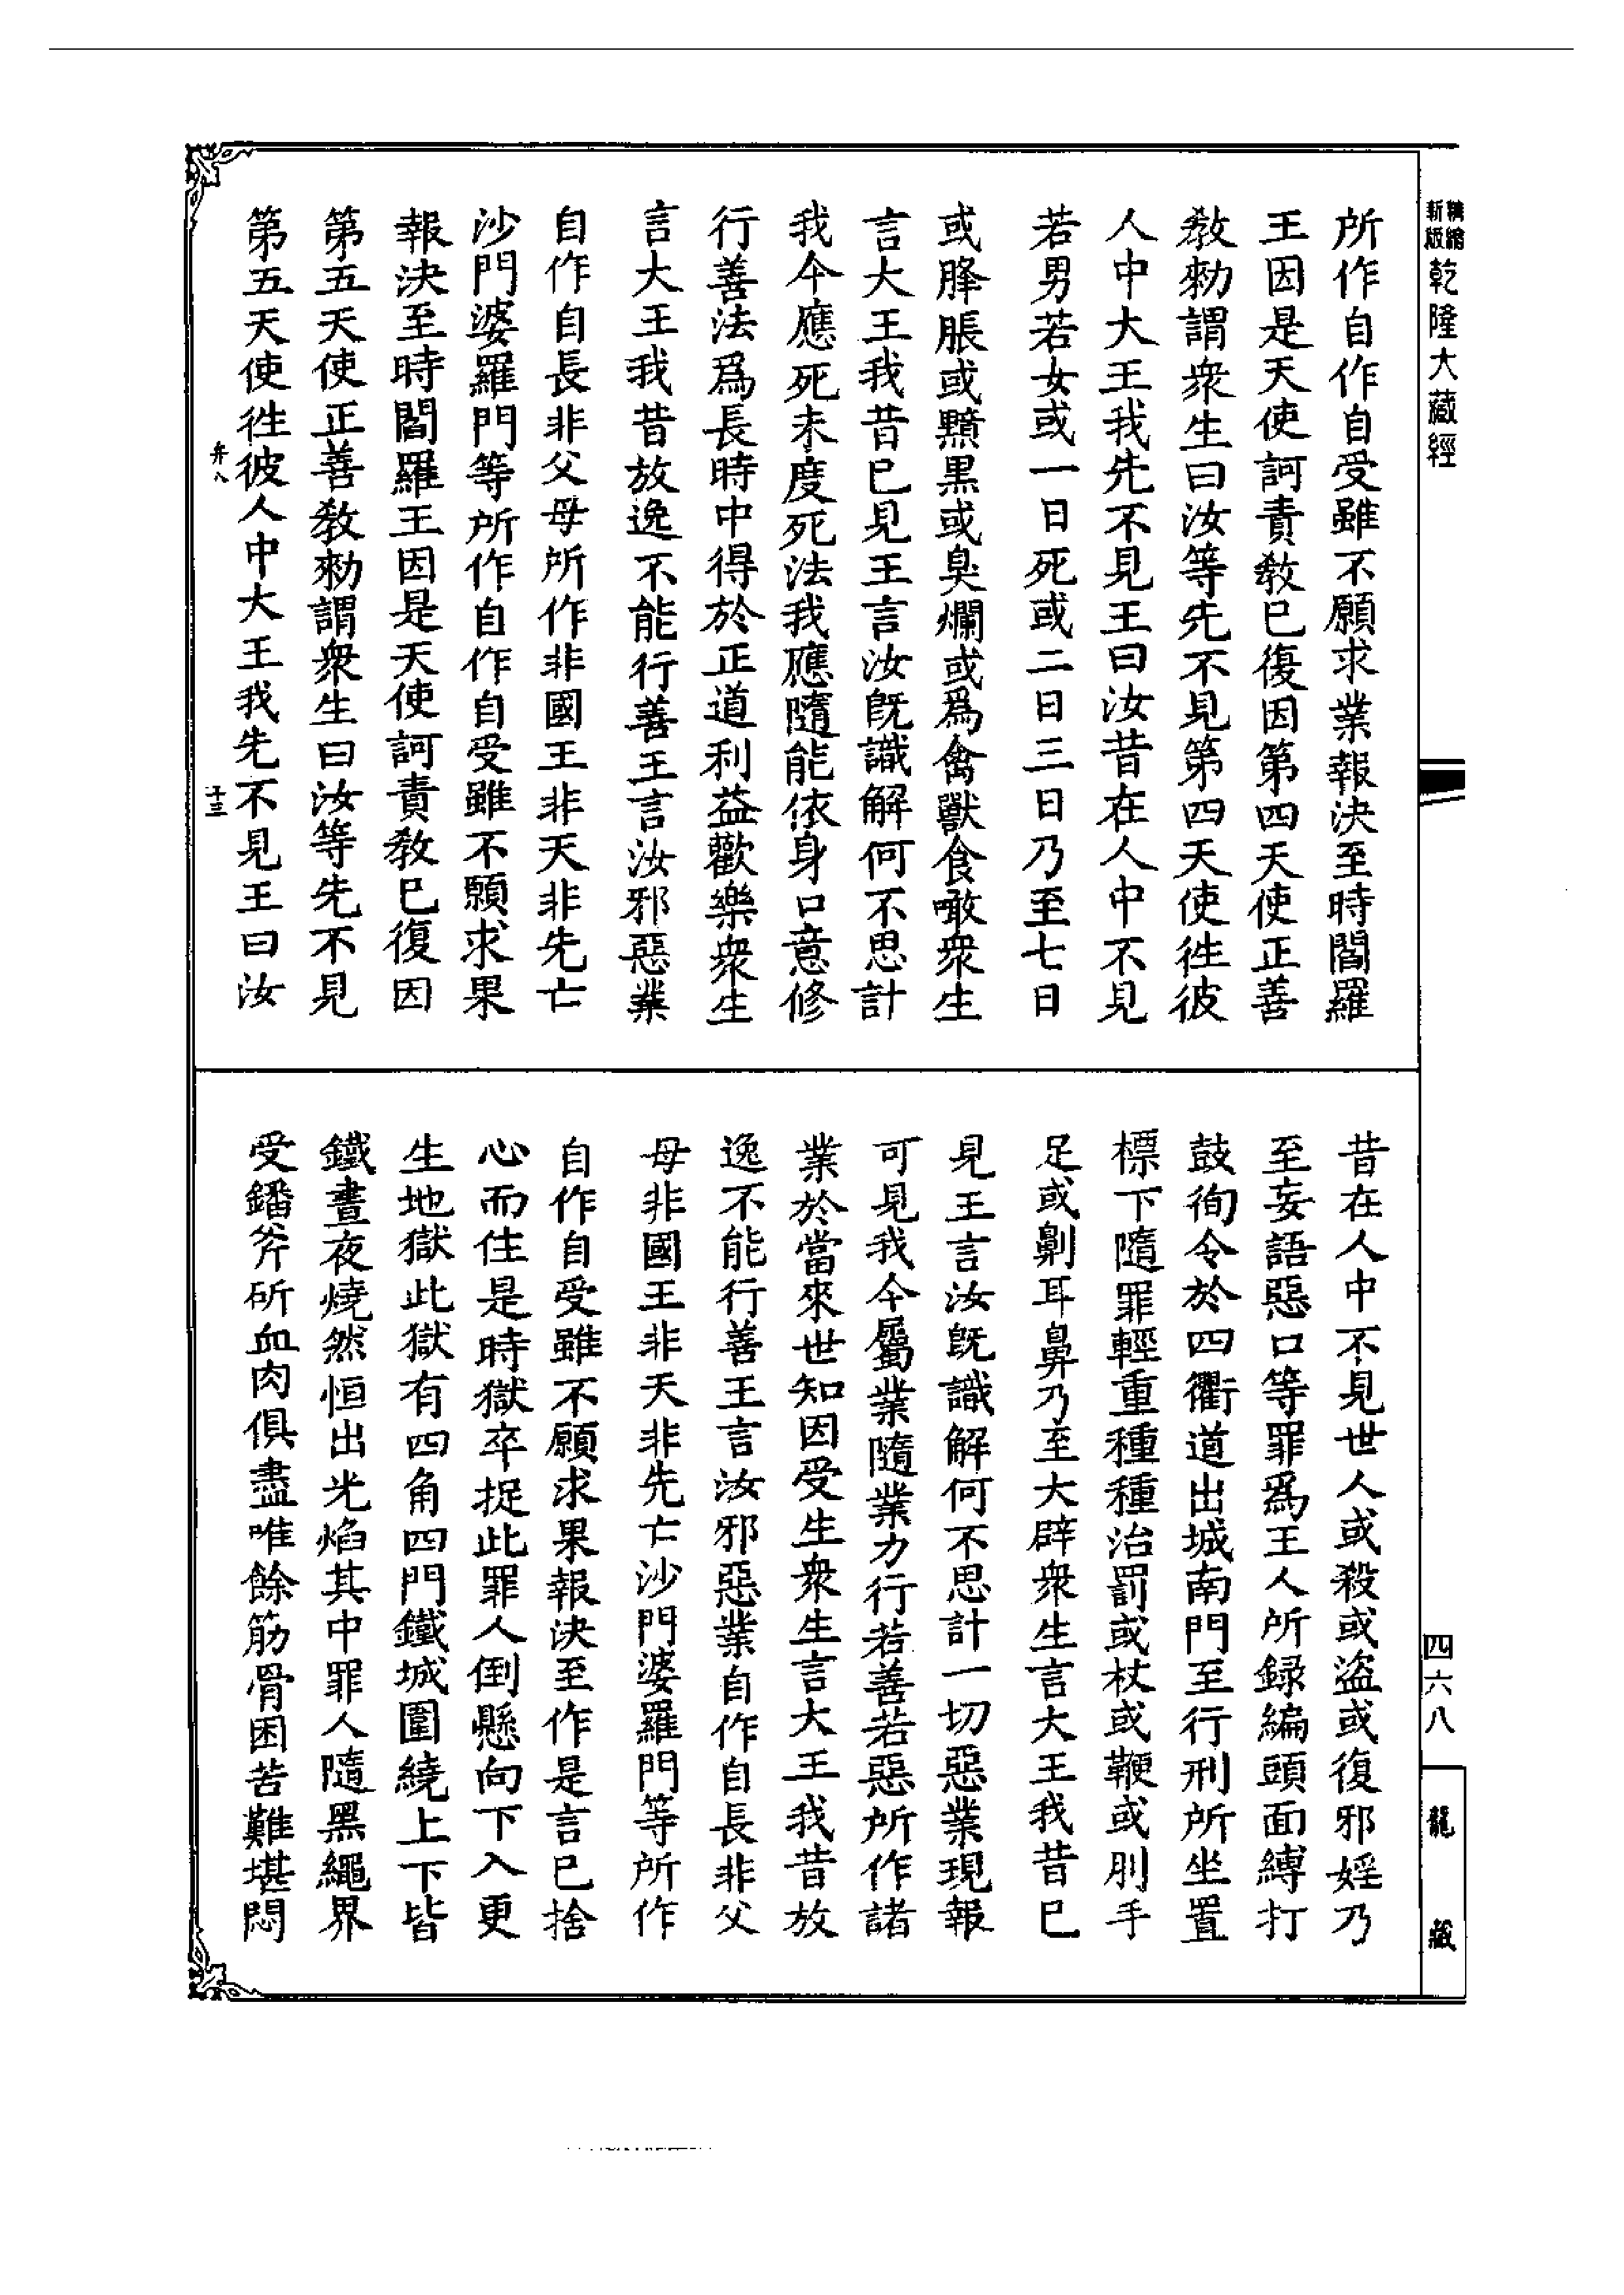 精繕新版乾隆大藏經
所作自作自受雖不願求業報決至時閻羅
王因是天使訶責教已復因第四天使正善
教勑謂衆生曰汝等先不見第四天使徃彼
人中大王我先不見王曰汝昔在人中不見
若男若女或一日死或二日三日乃至七日
或胮脹或黰黑或臭爛或爲禽獸食噉衆生
言大王我昔已見王言汝旣識解何不思計
我今應死未度死法我應隨能依身口意修
行善法爲長時中得於正道利益歡樂衆生
言大王我昔放逸不能行善王言汝邪惡業
自作自長非父母所作非國王非天非先亡
沙門婆羅門等所作自作自受雖不願求果
報決至時閻羅王因是天使訶責教已復因
第五天使正善教勑謂衆生曰汝等先不見
第五天使徃彼人中大王我先不見王曰汝
昔在人中不見世人或殺或盜或復邪婬乃
至妄語惡口等罪爲王人所録編頭面縛打
鼓徇令於四衢道出城南門至行刑所坐置
標下隨罪輕重種種治罰或杖或鞭或刖手
足或劓耳鼻乃至大辟衆生言大王我昔已
見王言汝旣識解何不思計一切惡業現報
可見我今屬業隨業力行若善若惡所作諸
業於當來世知因受生衆生言大王我昔放
逸不能行善王言汝邪惡業自作自長非父
母非國王非天非先亡沙門婆羅門等所作
自作自受雖不願求果報決至作是言已捨
心而住是時獄卒捉此罪人倒懸向下入更
生地獄此獄有四角四門鐵城圍繞上下皆
鐵晝夜燒然恒出光焰其中罪人隨黑繩界
受鐇斧斫血肉俱盡唯餘筋骨困苦難堪悶
弁八
十三
四六八
龍藏